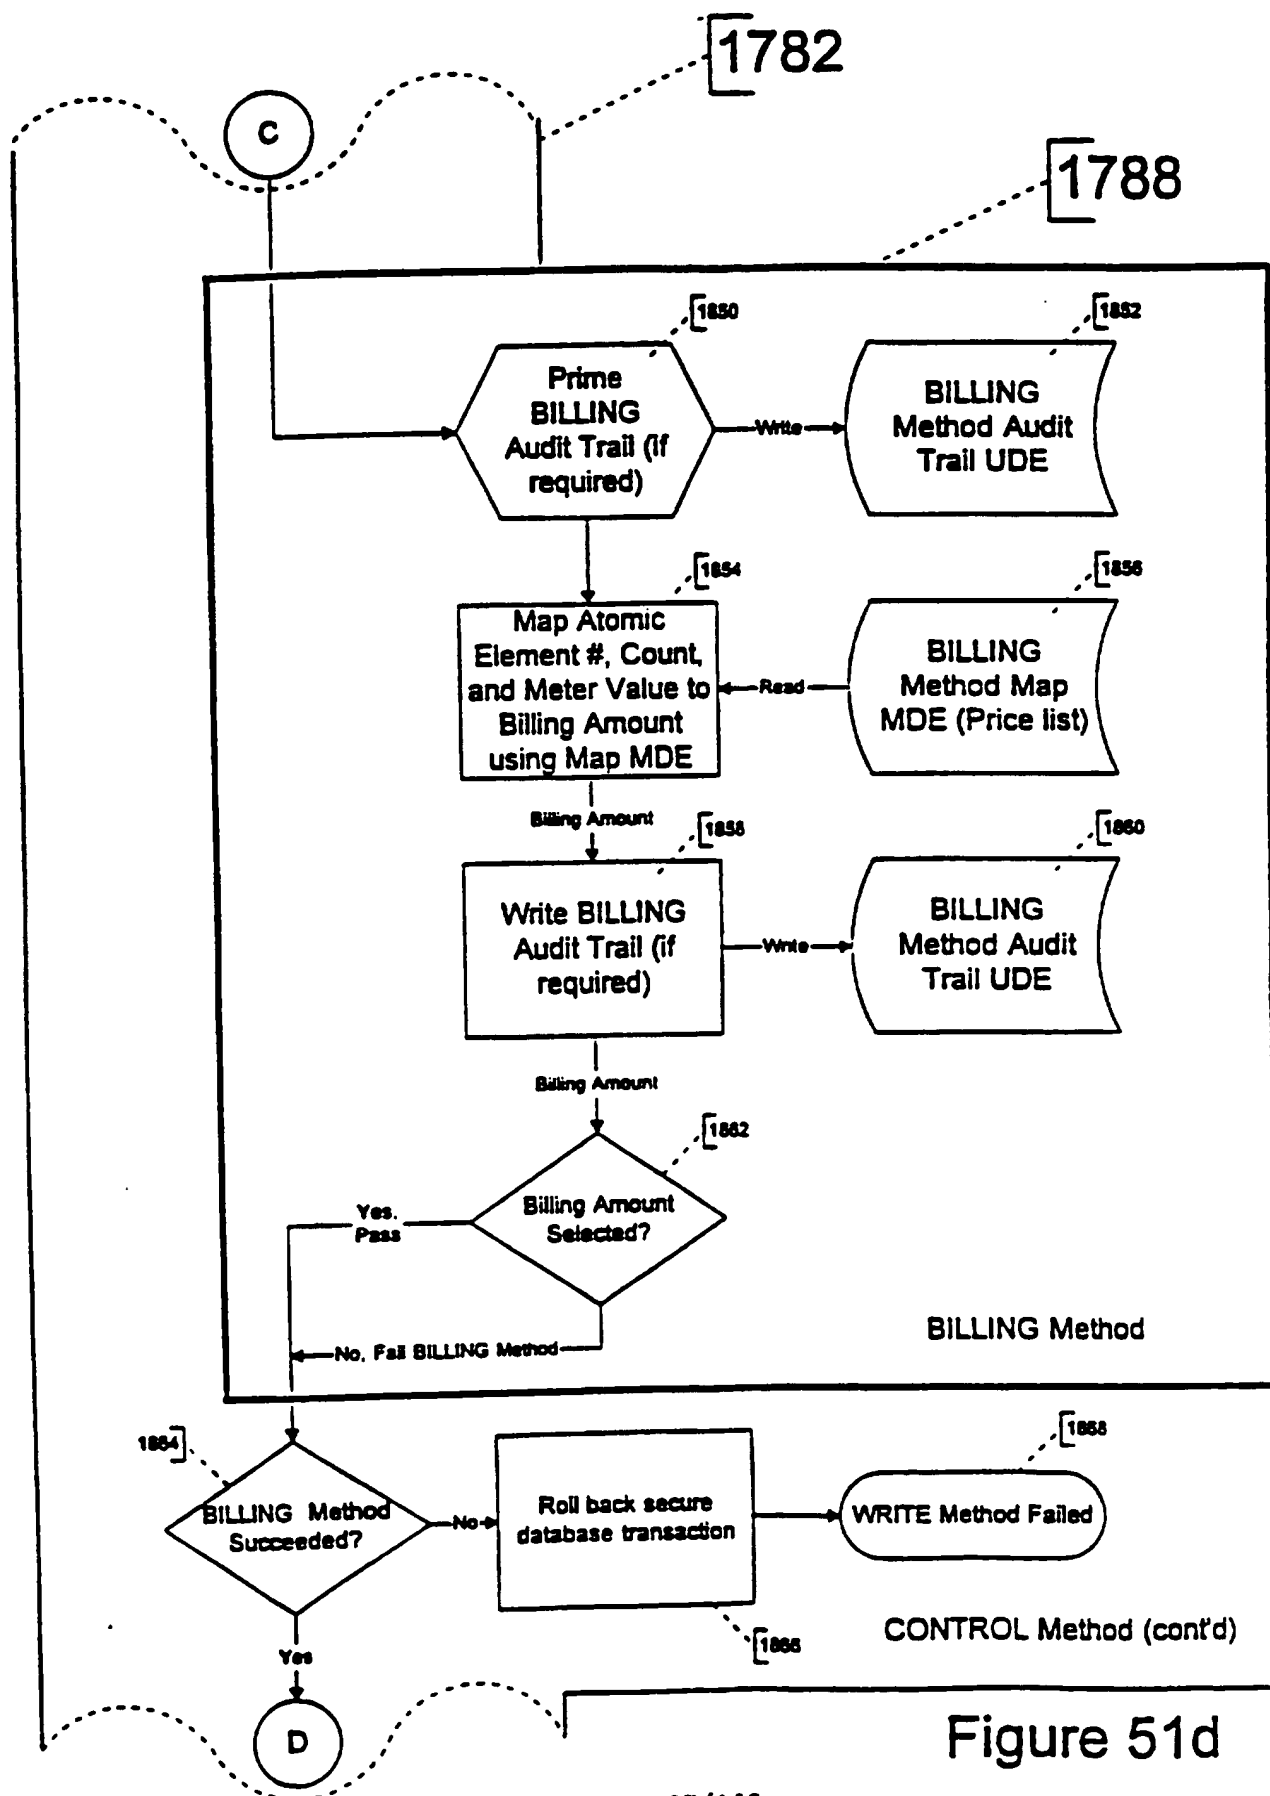 1782
C
1788
1850
1852
Prime
BILLING
Audit Trail (if
required)
Write
BILLING
Method Audit
Trail UDE
1854
1856
Map Atomic
Element #, Count,
and Meter Value to
Billing Amount
using Map MDE
Read
BILLING
Method Map
MDE (Price list)
Billing Amount
1858
1860
Write BILLING
Audit Trail (if
required)
Write
BILLING
Method Audit
Trail UDE
Billing Amount
1862
Billing Amount
Selected?
Yes,
Pass
No, Fail BILLING Method
BILLING Method
1864
1868
BILLING Method
Succeeded?
No
Roll back secure
database transaction
WRITE Method Failed
1866
CONTROL Method (cont'd)
Yes
D
Figure 51d